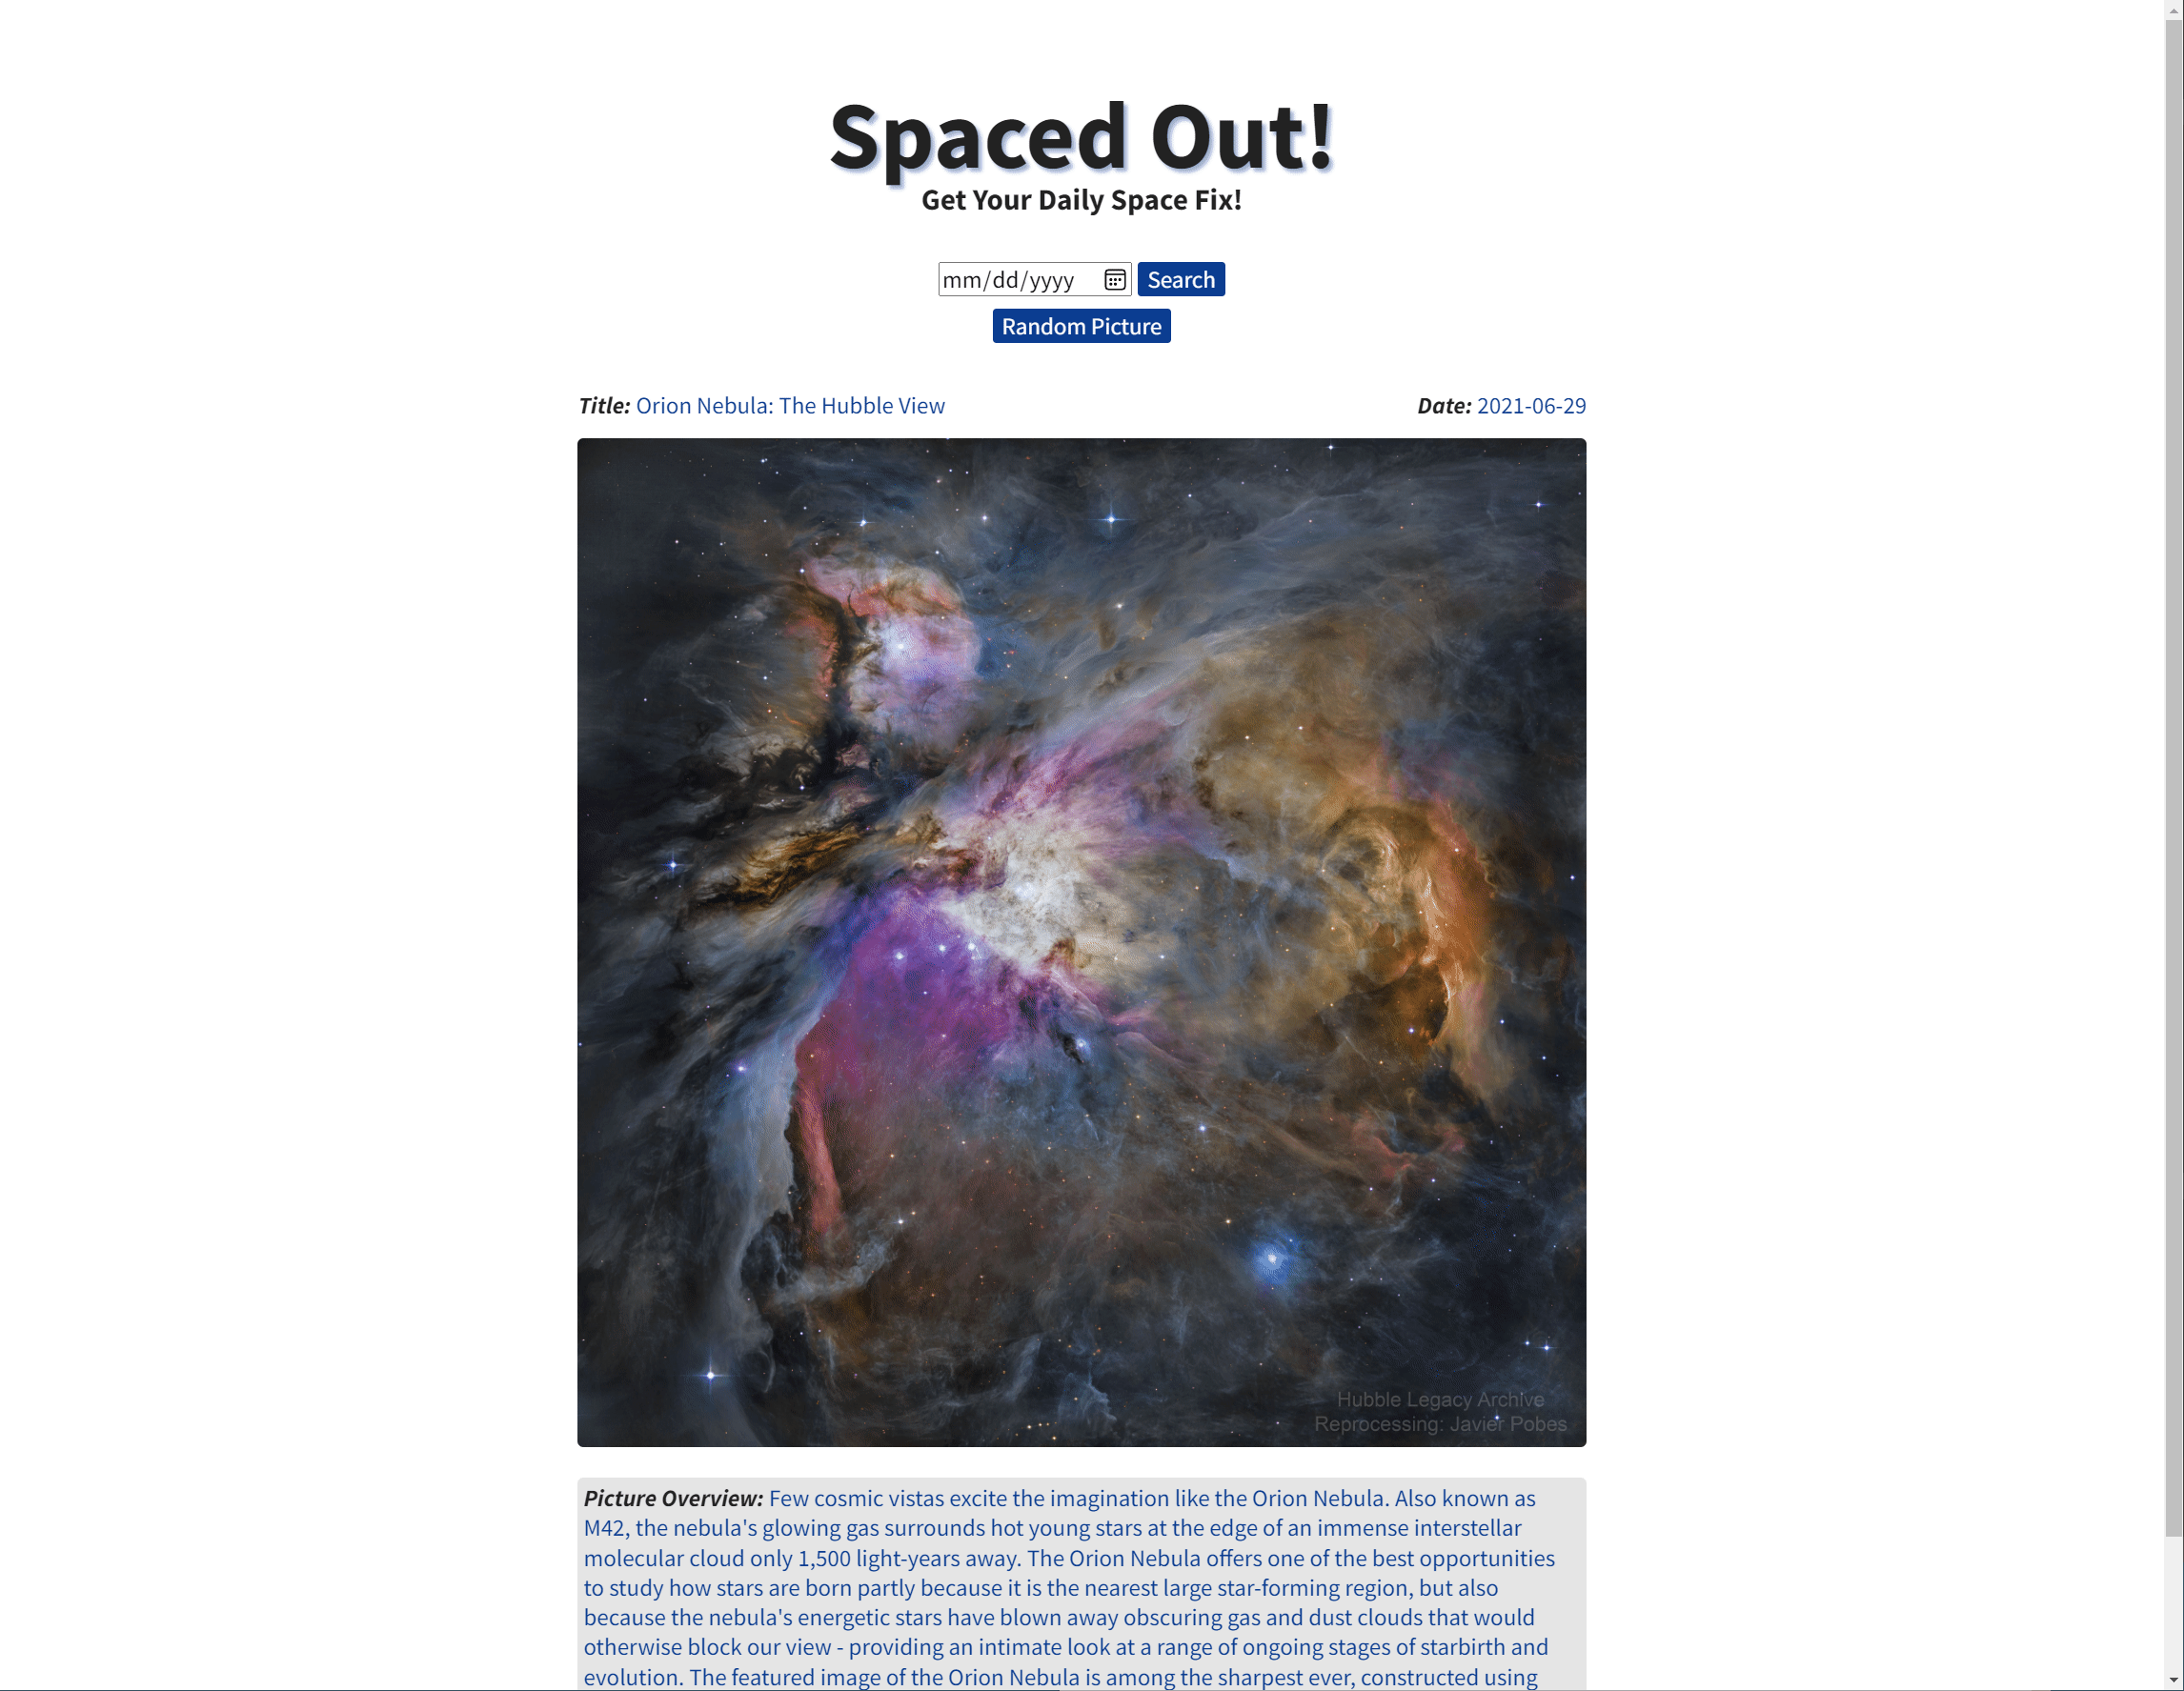 Spaced Out!
Get Your Daily Space Fix!
mm/dd/yyyy Search
Random Picture
Title: Orion Nebula: The Hubble View Date: 2021-06-29
Hubble Legacy Archive
Reprocessing: Javier Pobes
Picture Overview: Few cosmic vistas excite the imagination like the Orion Nebula. Also known as
M42, the nebula's glowing gas surrounds hot young stars at the edge of an immense interstellar
molecular cloud only 1,500 light-years away. The Orion Nebula offers one of the best opportunities
to study how stars are born partly because it is the nearest large star-forming region, but also
because the nebula's energetic stars have blown away obscuring gas and dust clouds that would
otherwise block our view - providing an intimate look at a range of ongoing stages of starbirth and
evolution. The featured image of the Orion Nebula is among the sharpest ever, constructed using